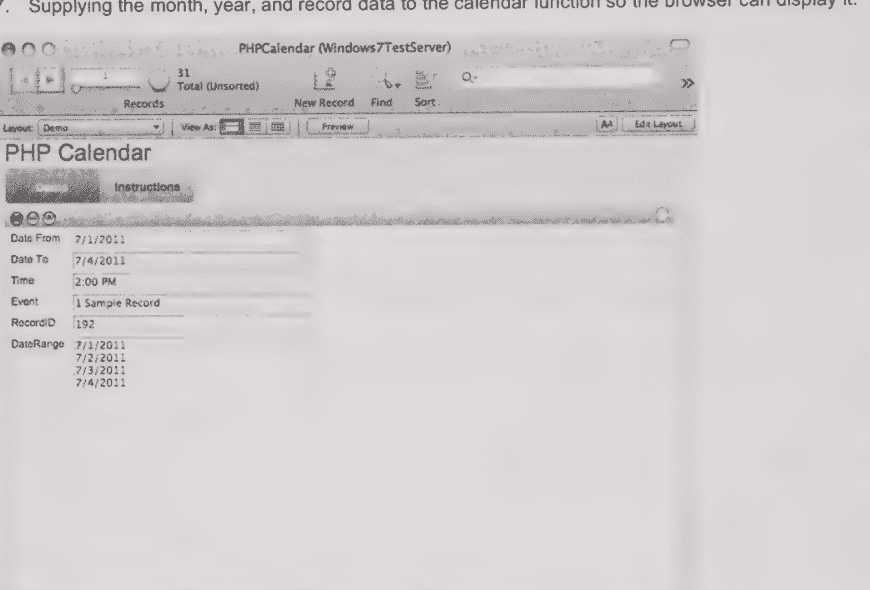 7. Supplying the month, year, and record data to the calendar function so the browser can display it.
PHPCalendar (Windows7TestServer)
1
31
Total (Unsorted)
Records
New Record Find Sort
Layout: Demo View As: Preview Aa Edit Layout
PHP Calendar
Instructions
Date From 7/1/2011
Date To 7/4/2011
Time 2:00 PM
Event 1 Sample Record
RecordID 192
DateRange 7/1/2011
7/2/2011
7/3/2011
7/4/2011